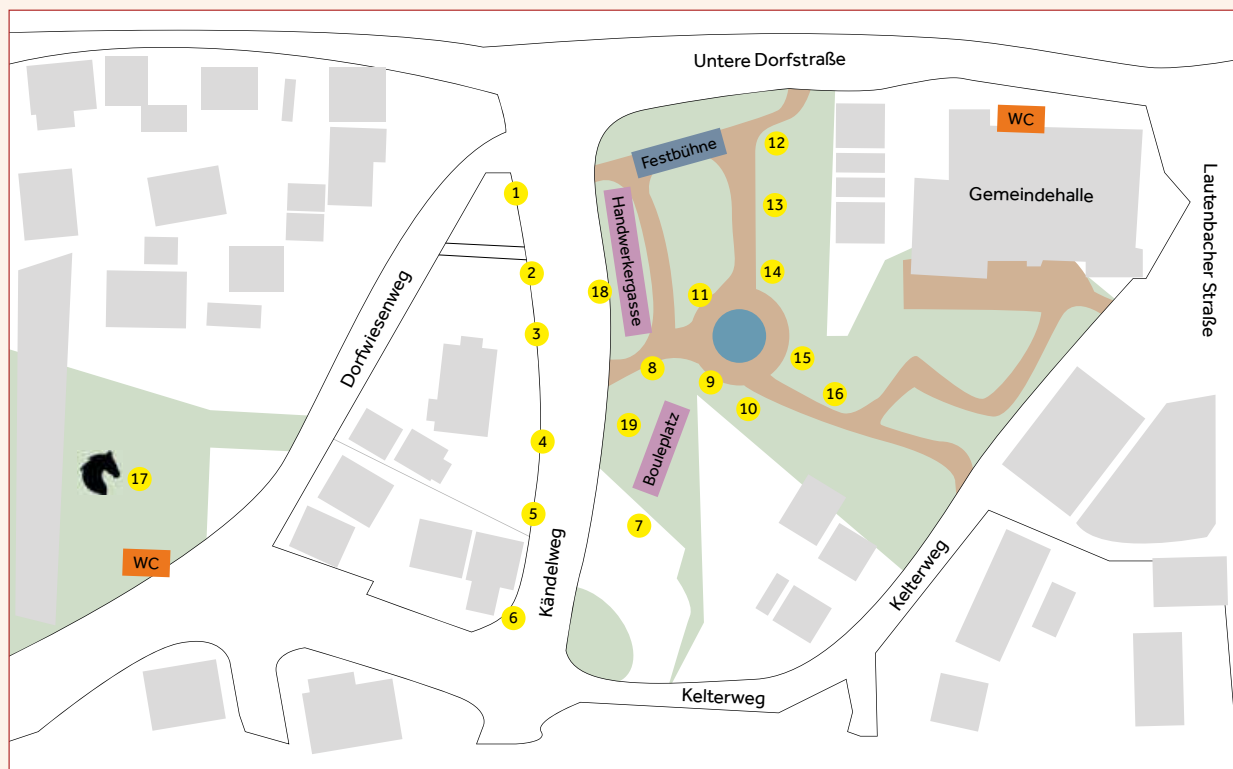 Untere Dorfstraße
WC
12
Festbühne
Lautenbacher Straße
1
Gemeindehalle
13
Handwerkergasse
2
14
18
11
Dorfwiesenweg
3
15
8
9
16
10
19
4
Bouleplatz
17
5
7
WC
Kändelweg
Kelterweg
6
Kelterweg